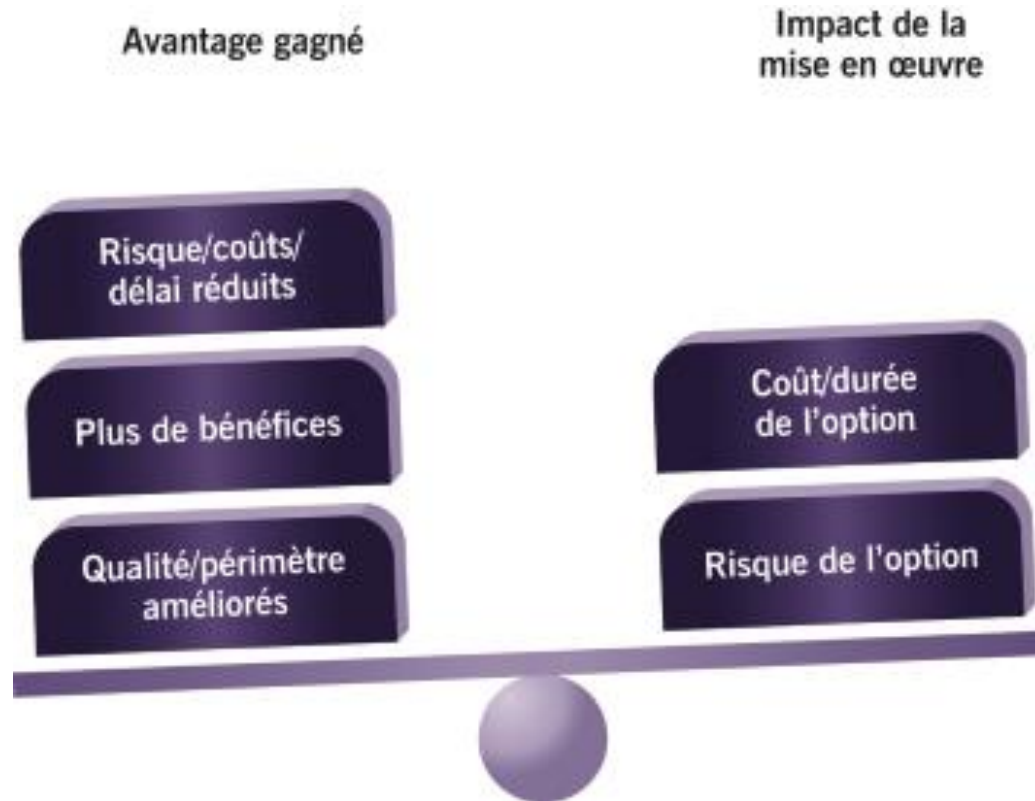 Avantage gagné
Impact de la
mise en œuvre
Risque/coûts/
délai réduits
Plus de bénéfices
Qualité/périmètre
améliorés
Coût/durée
de l'option
Risque de l'option